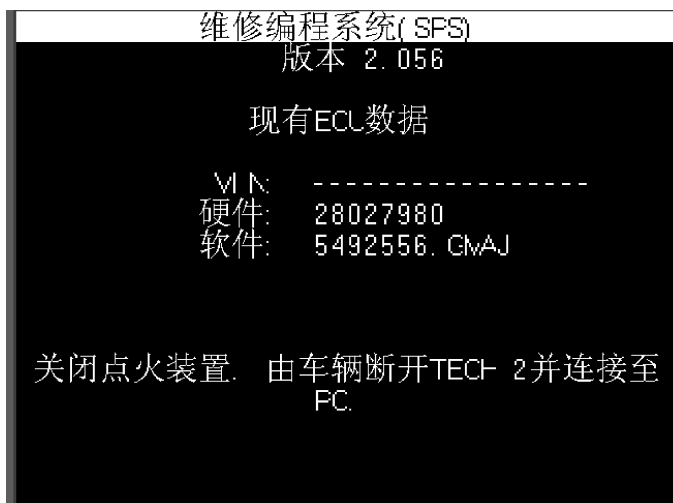 维修编程系统(SPS)
版本 2.056
现有ECU数据
VIN: -----------------
硬件: 28027980
软件: 5492556.GMAJ
关闭点火装置. 由车辆断开TECH 2并连接至
PC.